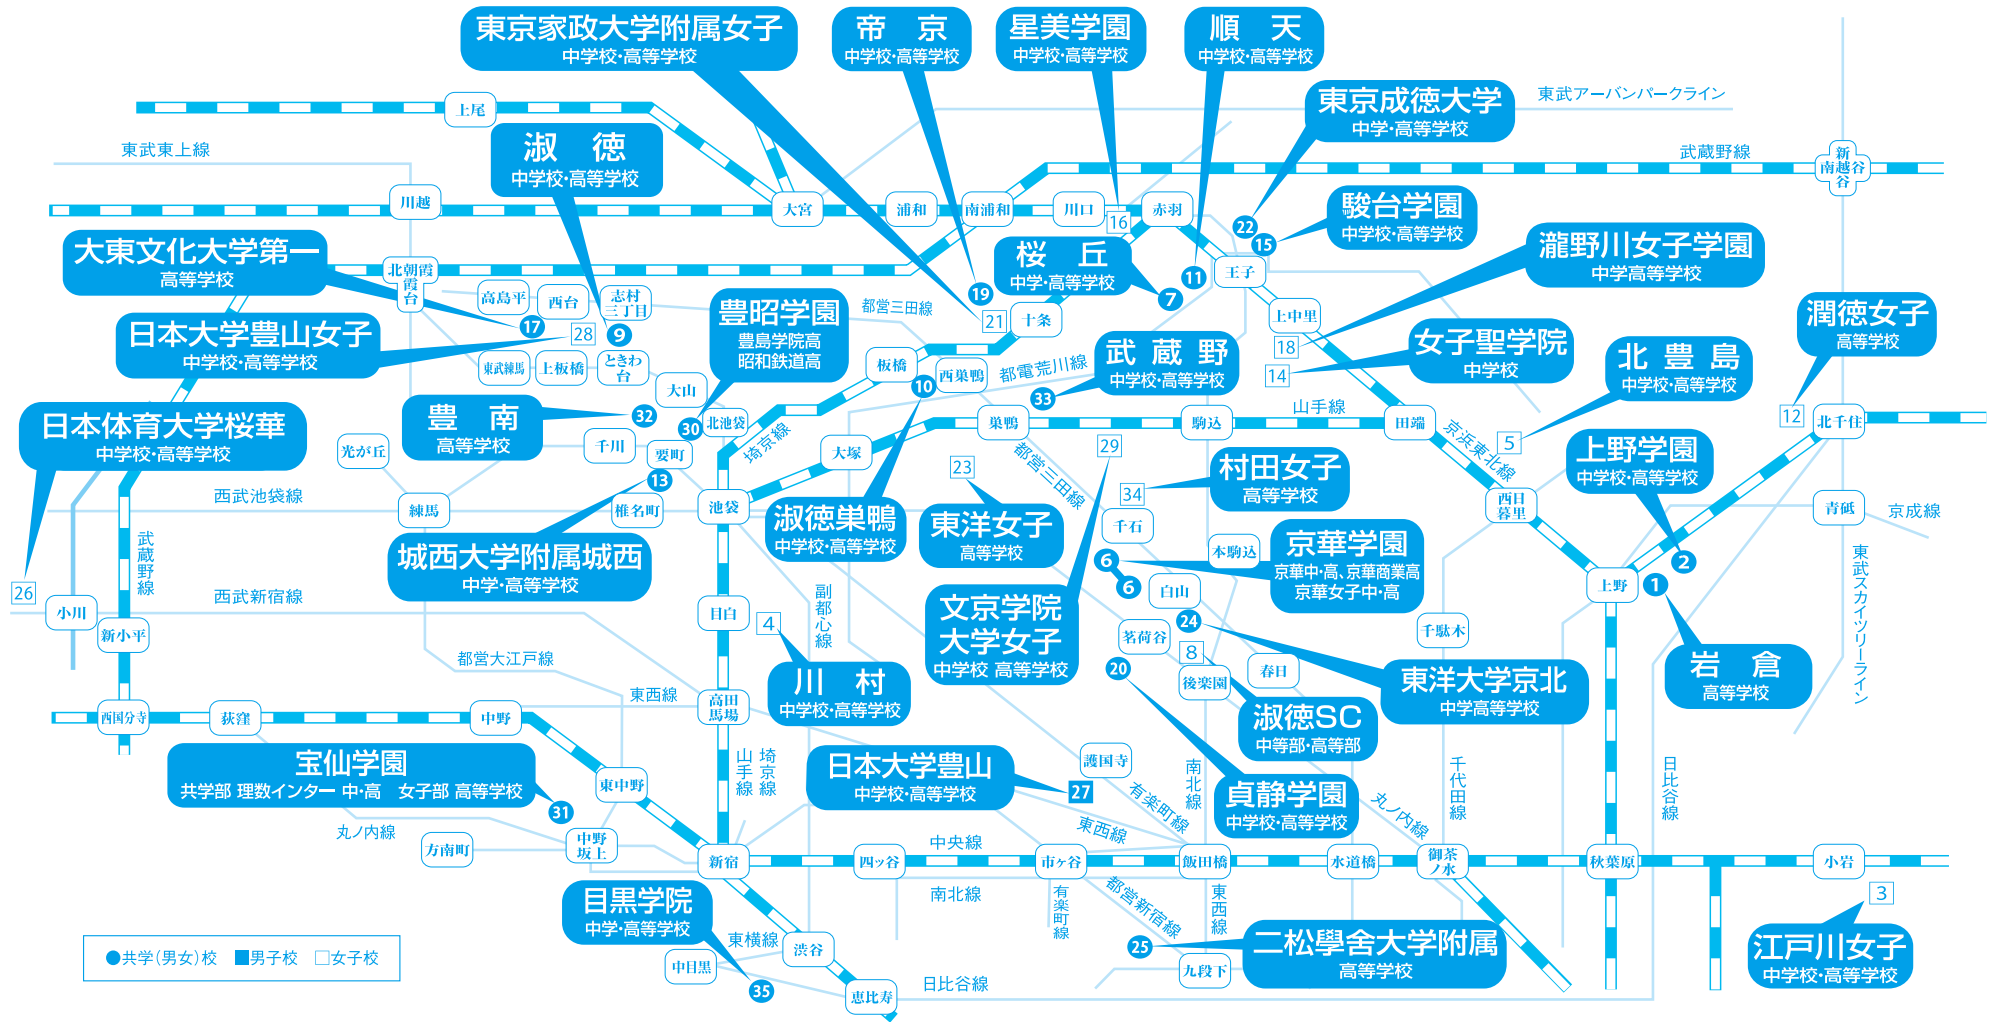 東京家政大学附属女子
中学校・高等学校
帝 京
中学校・高等学校
星美学園
中学校・高等学校
順 天
中学校・高等学校
東京成徳大学
中学・高等学校
東武アーバンパークライン
上尾
東武東上線
淑 徳
中学校・高等学校
武蔵野線
新
南越谷
谷
川越
大宮
浦和
南浦和
川口
16
赤羽
22
15
駿台学園
中学校・高等学校
大東文化大学第一
高等学校
北朝霞
霞
台
桜 丘
中学・高等学校
11
王子
瀧野川女子学園
中学高等学校
高島平
西台
志村
三丁目
都営三田線
19
7
17
28
9
豊昭学園
豊島学院高
昭和鉄道高
21
十条
上中里
潤徳女子
高等学校
日本大学豊山女子
中学校・高等学校
東武練馬
上板橋
ときわ
台
大山
板橋
10
西巣鴨
都電荒川線
武 蔵 野
中学校・高等学校
18
14
女子聖学院
中学校
北 豊 島
中学校・高等学校
33
日本体育大学桜華
中学校・高等学校
豊 南
高等学校
32
30
北池袋
埼京線
巣鴨
駒込
山手線
田端
12
北千住
光が丘
千川
要町
13
大塚
都営三田線
29
23
京浜東北線
5
上野学園
中学校・高等学校
村田女子
高等学校
34
西武池袋線
練馬
椎名町
池袋
淑徳巣鴨
中学校・高等学校
東洋女子
高等学校
千石
西日
暮里
青砥
京成線
武蔵野線
城西大学附属城西
中学・高等学校
6
6
本駒込
京華学園
京華中・高、京華商業高
京華女子中・高
2
1
上野
東武スカイツリーライン
26
小川
新小平
西武新宿線
目白
4
副都心線
文京学院
大学女子
中学校 高等学校
白山
24
茗荷谷
千駄木
都営大江戸線
川村
中学校・高等学校
20
8
後楽園
春日
東洋大学京北
中学高等学校
岩 倉
高等学校
西国分寺
荻窪
中野
東西線
高田
馬場
淑徳SC
中等部・高等部
宝仙学園
共学部 理数インター 中・高 女子部 高等学校
31
東中野
山手線
埼京線
日本大学豊山
中学校・高等学校
27
護国寺
有楽町線
南北線
貞静学園
中学校・高等学校
丸ノ内線
千代田線
日比谷線
丸ノ内線
方南町
中野
坂上
新宿
中央線
四ッ谷
市ヶ谷
東西線
飯田橋
水道橋
御茶
ノ水
秋葉原
小岩
3
目黒学院
中学・高等学校
南北線
有楽町線
都営新宿線
東西線
25
九段下
二松學舎大学附属
高等学校
江戸川女子
中学校・高等学校
●共学（男女）校 ■男子校 □女子校
東横線
中目黒
渋谷
35
恵比寿
日比谷線